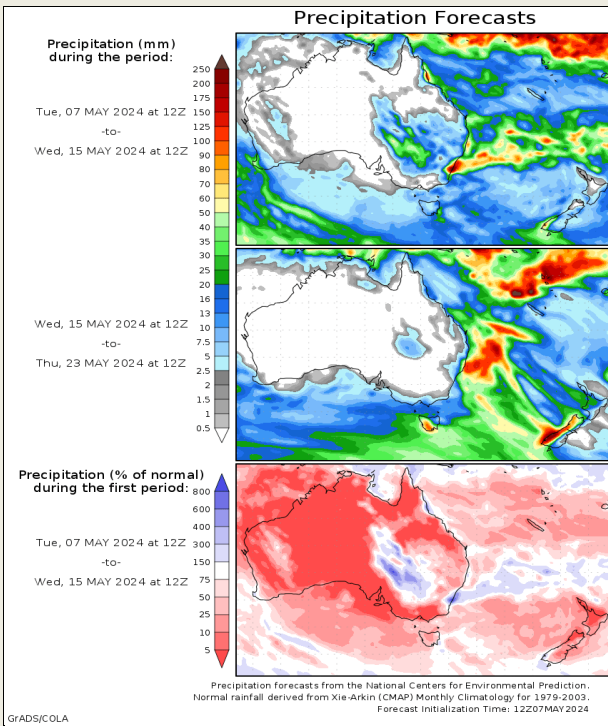 Precipitation Forecasts
Precipitation (mm)
during the period:
Tue, 07 MAY 2024 at 12Z
-to-
Wed, 15 MAY 2024 at 12Z
250
200
175
150
125
100
90
80
70
60
50
40
35
30
25
20
16
13
10
7.5
5
2.5
2
1.5
1
0.5
Wed, 15 MAY 2024 at 12Z
-to-
Thu, 23 MAY 2024 at 12Z
Precipitation (% of normal)
during the first period:
Tue, 07 MAY 2024 at 12Z
-to-
Wed, 15 MAY 2024 at 12Z
800
600
400
300
150
75
50
25
10
5
Precipitation forecasts from the National Centers for Environmental Prediction.
Normal rainfall derived from Xie-Arkin (CMAP) Monthly Climatology for 1979-2003.
Forecast Initialization Time: 12Z07MAY2024
GrADS/COLA